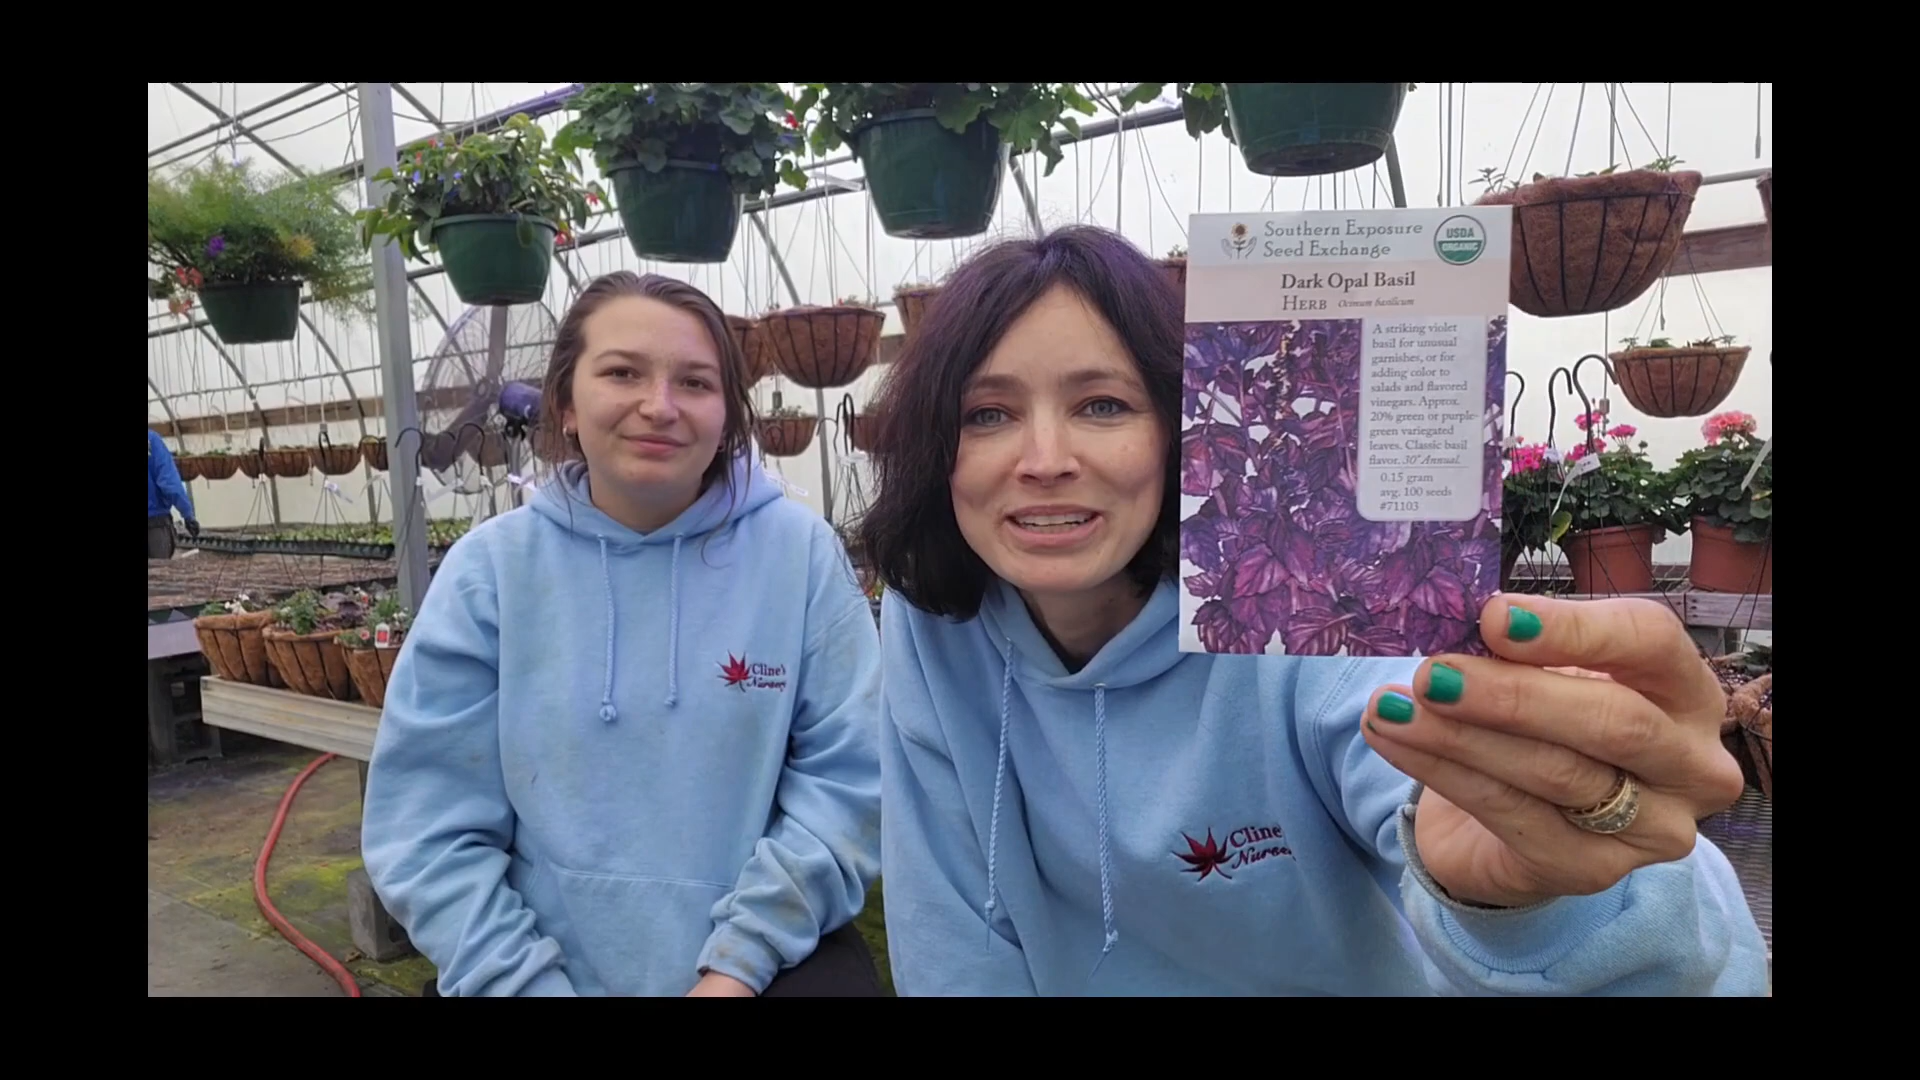 Southern Exposure
Seed Exchange
USDA
ORGANIC
Dark Opal Basil
HERB Ocimum basilicum
A striking violet
basil for unusual
garnishes, or for
adding color to
salads and flavored
vinegars. Approx.
20% green or purple-
green variegated
leaves. Classic basil
flavor. 30" Annual.
0.15 gram
avg. 100 seeds
#71103
Cline's
Nursery
Cline
Nurse